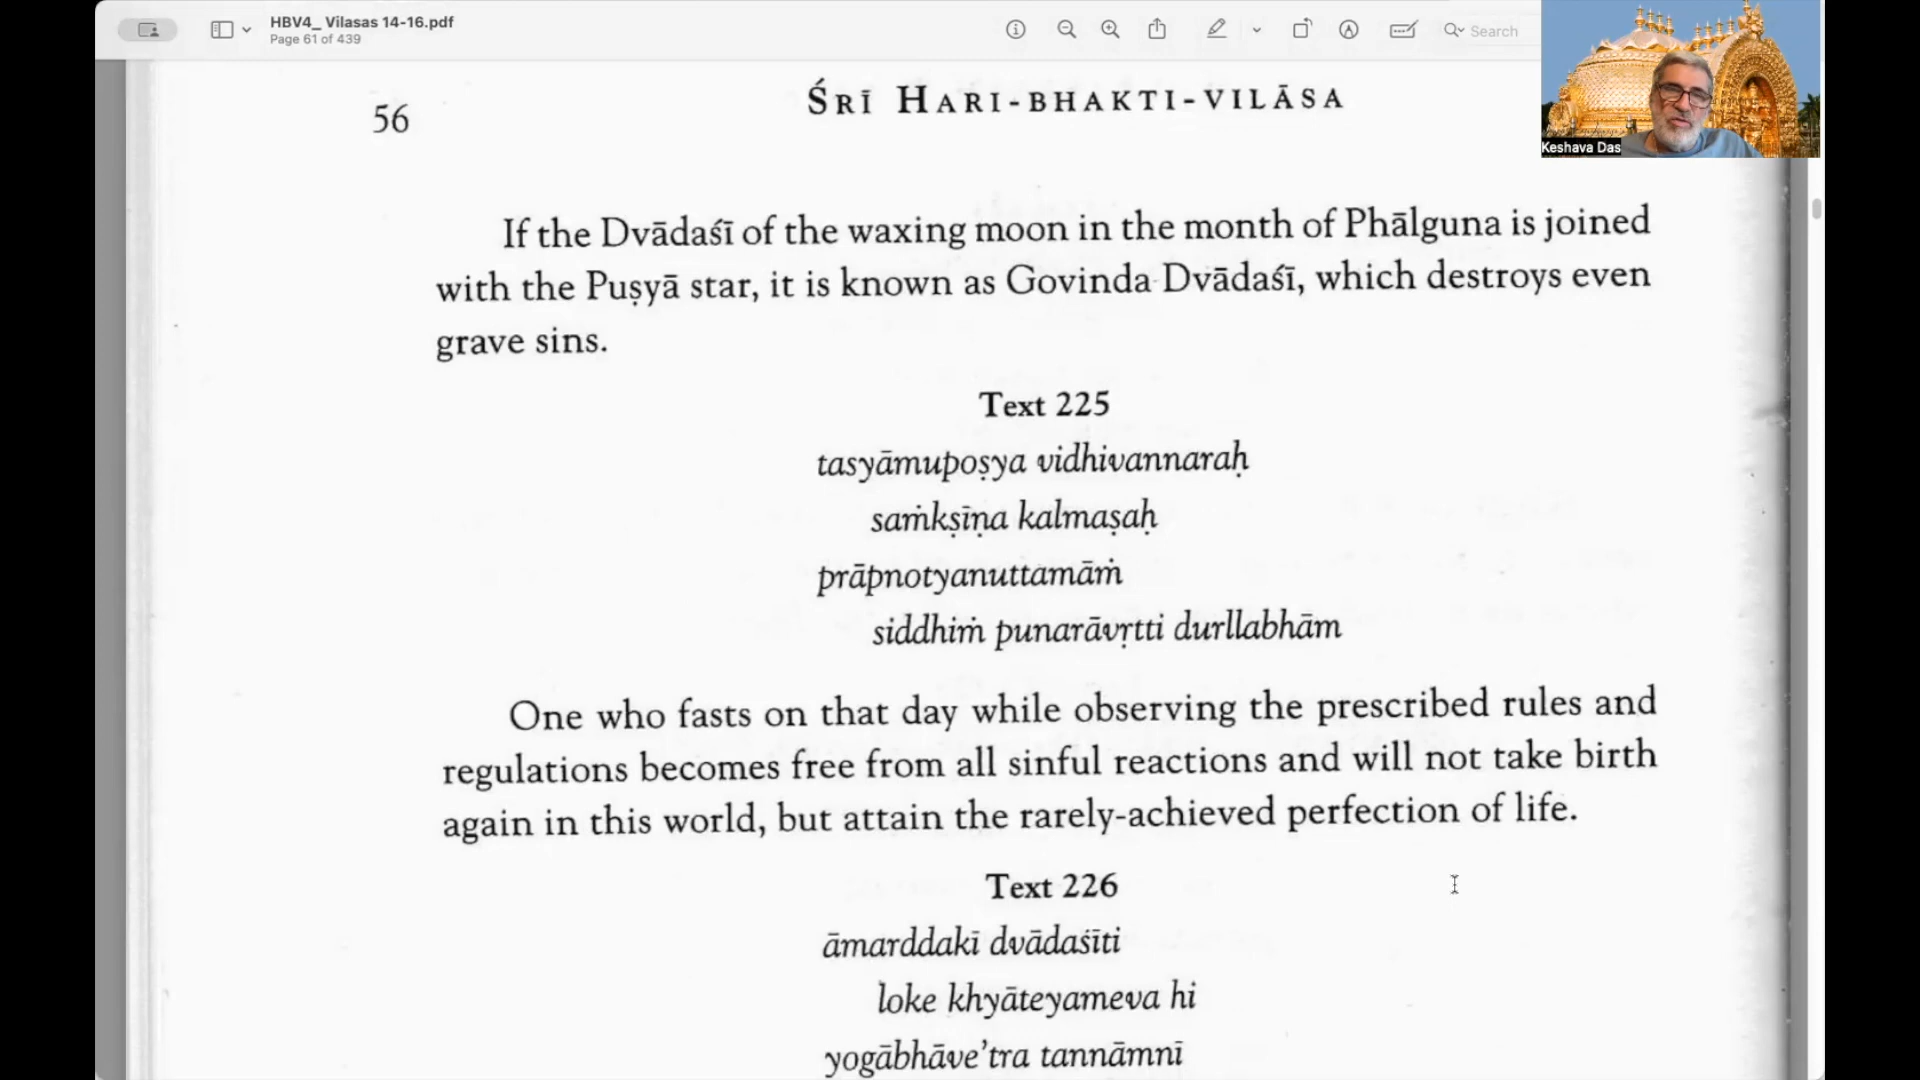 HBV4_ Vilasas 14-16.pdf
Page 61 of 439
Search
Keshava Das
56
ŚRĪ HARI-BHAKTI-VILĀSA
If the Dvādaśī of the waxing moon in the month of Phālguna is joined
with the Puṣyā star, it is known as Govinda Dvādaśī, which destroys even
grave sins.
Text 225
tasyāmupoṣya vidhivannaraḥ
saṁkṣīṇa kalmaṣaḥ
prāpnotyanuttamāṁ
siddhiṁ punarāvṛtti durllabhām
One who fasts on that day while observing the prescribed rules and
regulations becomes free from all sinful reactions and will not take birth
again in this world, but attain the rarely-achieved perfection of life.
Text 226
āmarddakī dvādaśīti
loke khyāteyameva hi
yogābhāve'tra tannāmnī